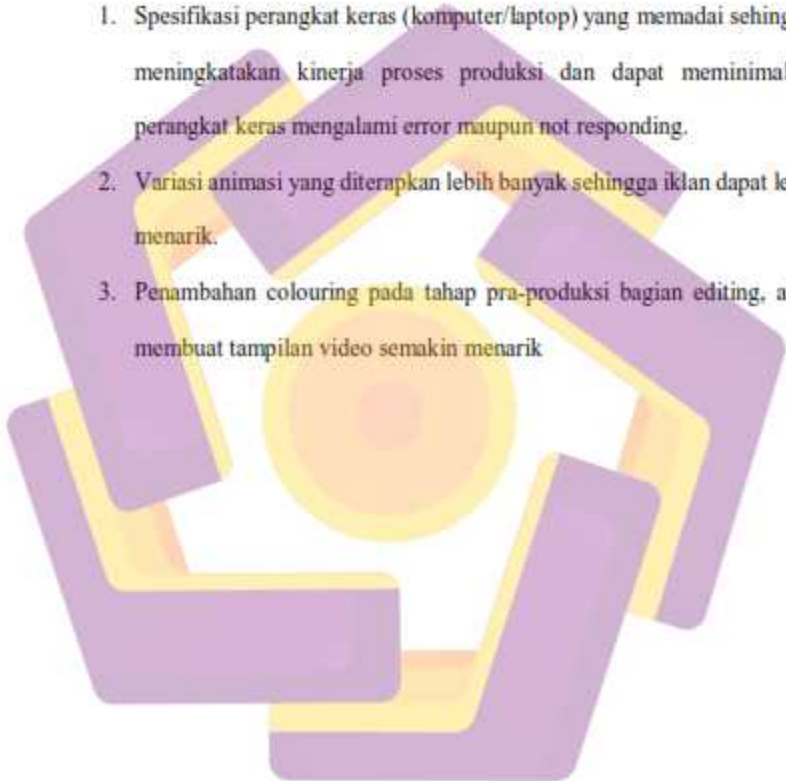 1. Spesifikasi perangkat keras (komputer/laptop) yang memadai sehing
meningkatakan kinerja proses produksi dan dapat meminimal
perangkat keras mengalami error maupun not responding.
2. Variasi animasi yang diterapkan lebih banyak sehingga iklan dapat le
menarik.
3. Penambahan colouring pada tahap pra-produksi bagian editing, a
membuat tampilan video semakin menarik